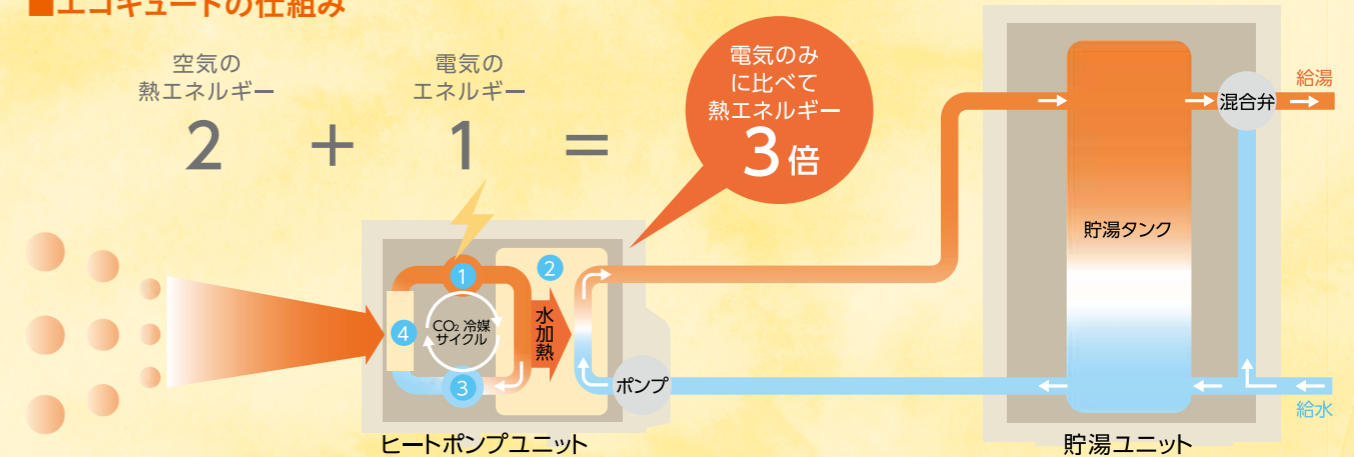 ■エコキュートの仕組み
空気の
熱エネルギー
2
+
電気の
エネルギー
1
=
電気のみ
に比べて
熱エネルギー
3倍
給湯
混合弁
貯湯タンク
1
2
水加熱
CO₂ 冷媒
サイクル
4
3
ポンプ
給水
ヒートポンプユニット
貯湯ユニット